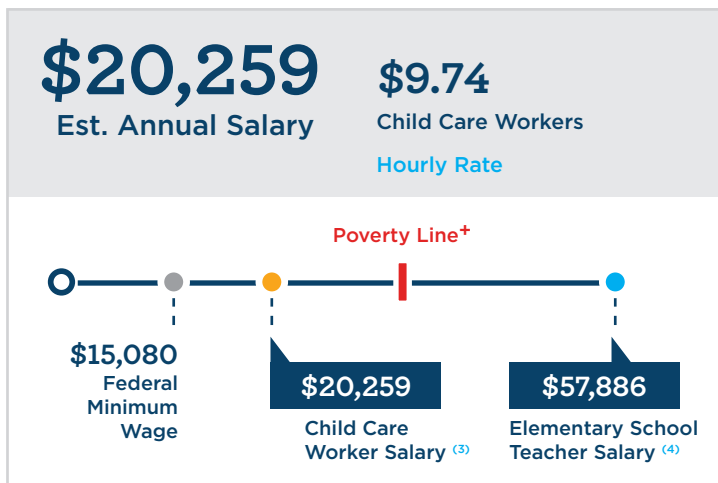 $20,259
Est. Annual Salary
$9.74
Child Care Workers
Hourly Rate
Poverty Line+
$15,080
Federal
Minimum
Wage
$20,259
Child Care
Worker Salary (3)
$57,886
Elementary School
Teacher Salary (4)